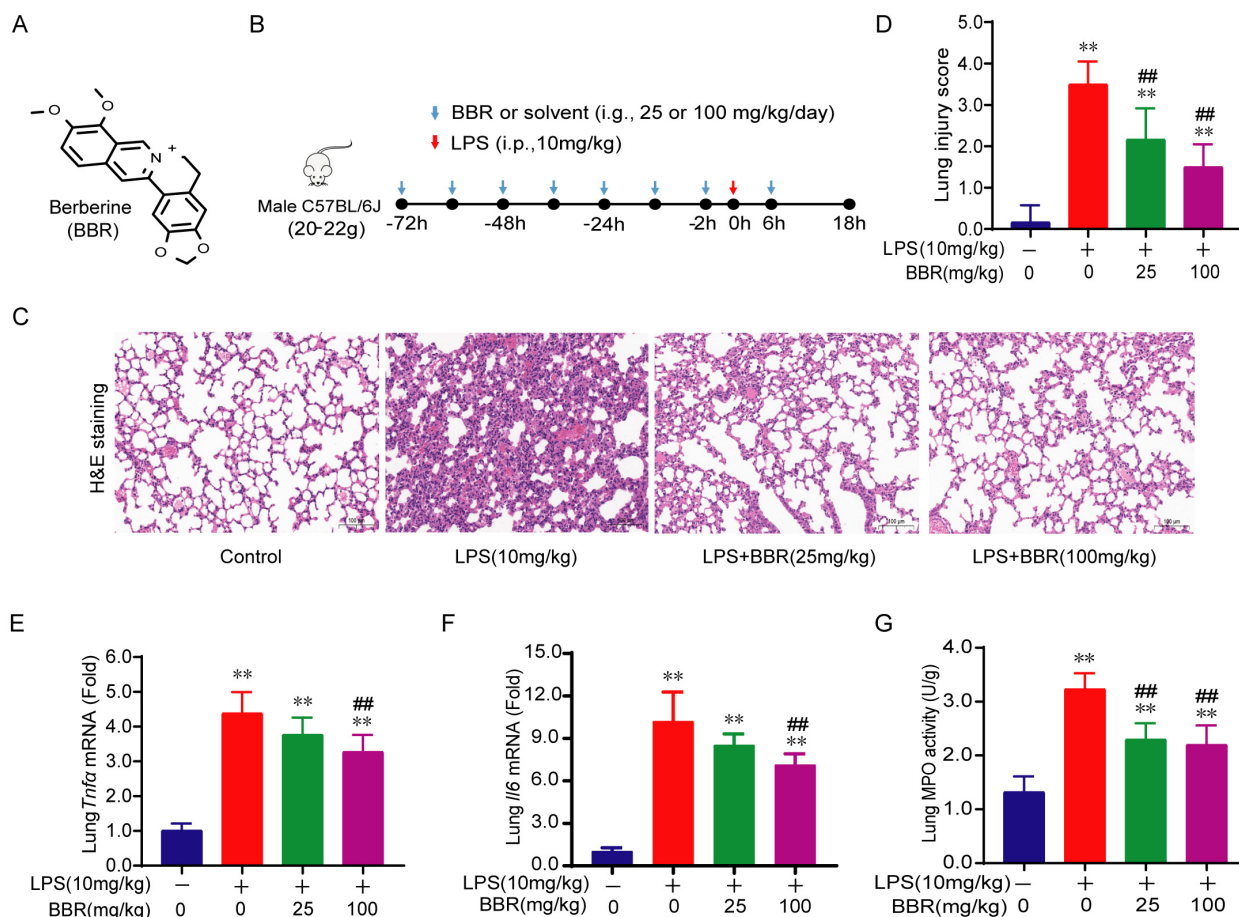 A
O
O
N
+
O
O
Berberine
(BBR)
B
BBR or solvent (i.g., 25 or 100 mg/kg/day)
LPS (i.p.,10mg/kg)
Male C57BL/6J
(20-22g)
-72h -48h -24h -2h 0h 6h 18h
D
Lung injury score
5.0
4.0
3.0
2.0
1.0
0.0
** ## ** ## **
LPS(10mg/kg) − + + +
BBR(mg/kg) 0 0 25 100
C
H&E staining
100 μm 100 μm 100 μm
Control LPS(10mg/kg) LPS+BBR(25mg/kg) LPS+BBR(100mg/kg)
E
Lung Tnfα mRNA (Fold)
6.0
5.0
4.0
3.0
2.0
1.0
0.0
** ** ## **
LPS(10mg/kg) − + + +
BBR(mg/kg) 0 0 25 100
F
Lung Il6 mRNA (Fold)
15.0
12.0
9.0
6.0
3.0
0.0
** ** ## **
LPS(10mg/kg) − + + +
BBR(mg/kg) 0 0 25 100
G
Lung MPO activity (U/g)
4.0
3.0
2.0
1.0
0.0
** ## ** ## **
LPS(10mg/kg) − + + +
BBR(mg/kg) 0 0 25 100